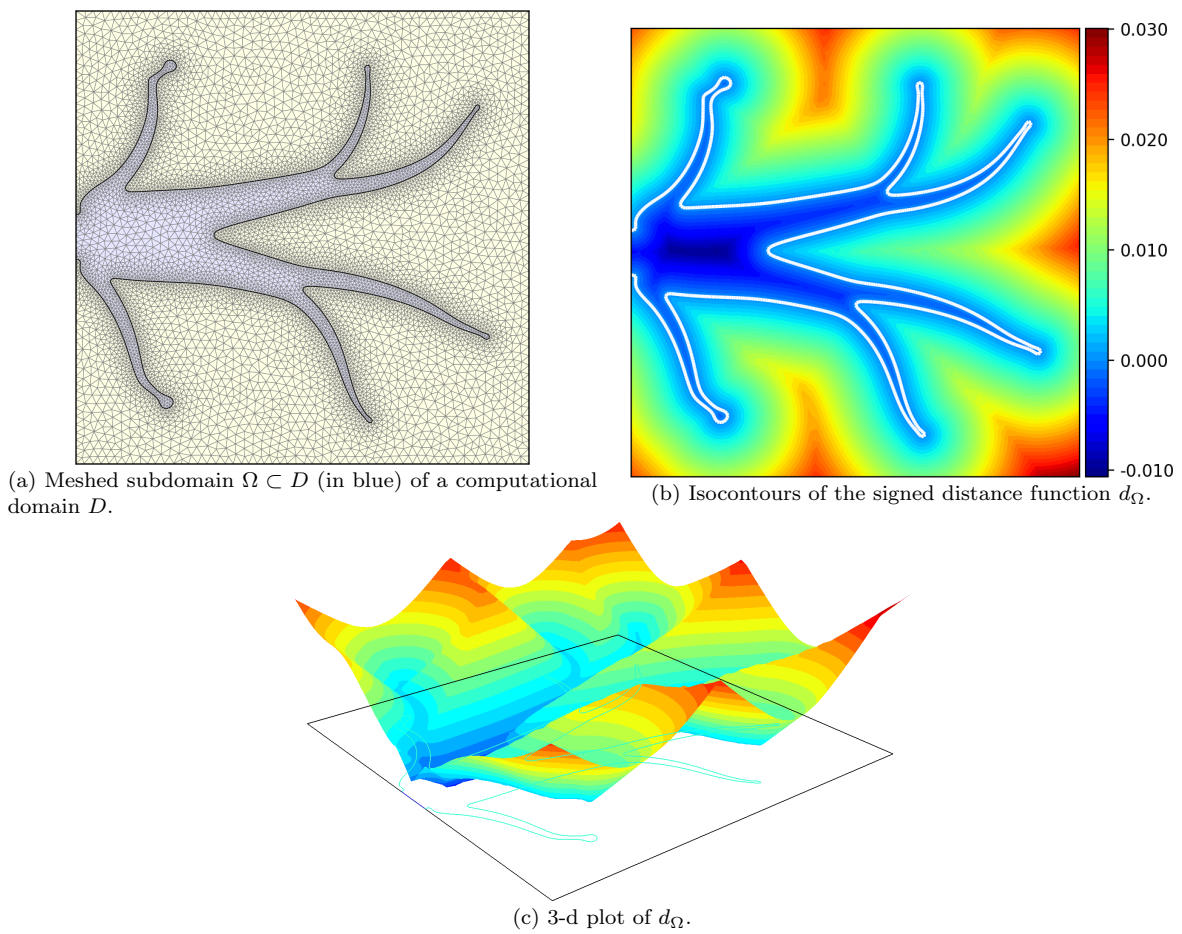 0.030
0.020
0.010
0.000
-0.010
(a) Meshed subdomain Ω ⊂ D (in blue) of a computational
domain D.
(b) Isocontours of the signed distance function d_Ω.
(c) 3-d plot of d_Ω.